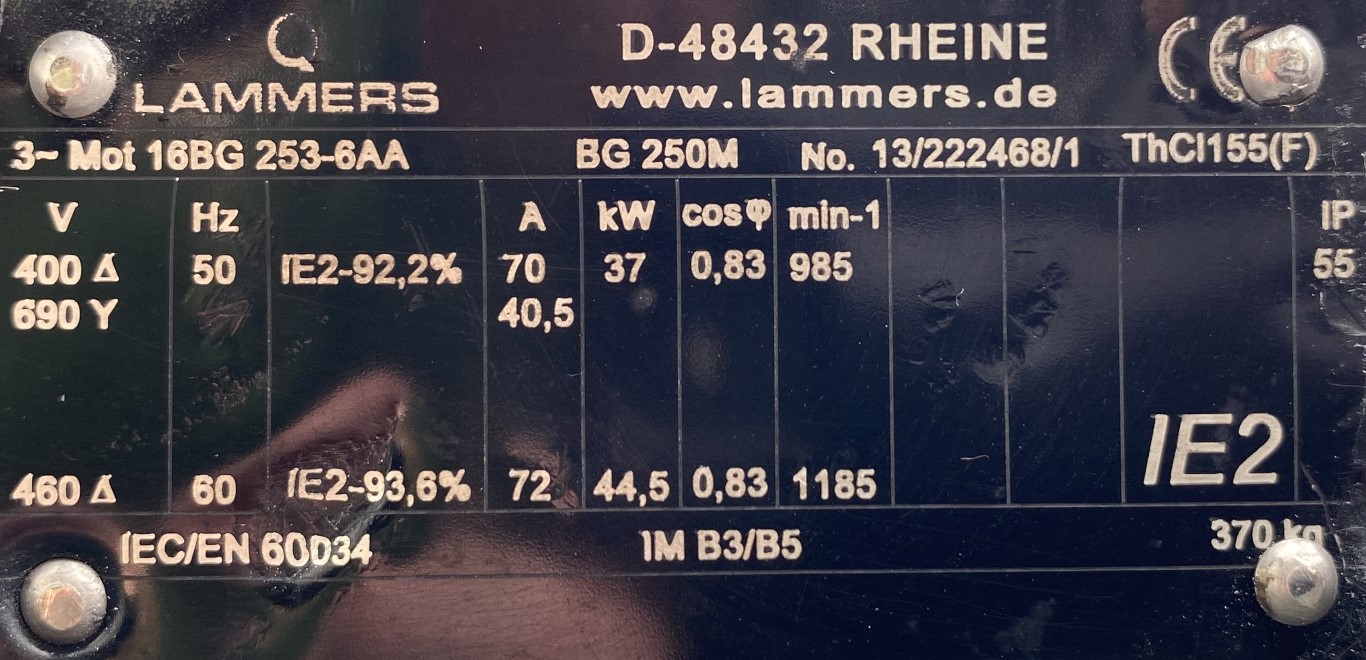 LAMMERS
D-48432 RHEINE
www.lammers.de
CE
3~ Mot 16BG 253-6AA BG 250M No. 13/222468/1 ThCl155(F)
V Hz A kW cosφ min-1 IP
400 Δ 50 IE2-92,2% 70 37 0,83 985 55
690 Y 40,5
IE2
460 Δ 60 IE2-93,6% 72 44,5 0,83 1185
IEC/EN 60034 IM B3/B5 370 kg